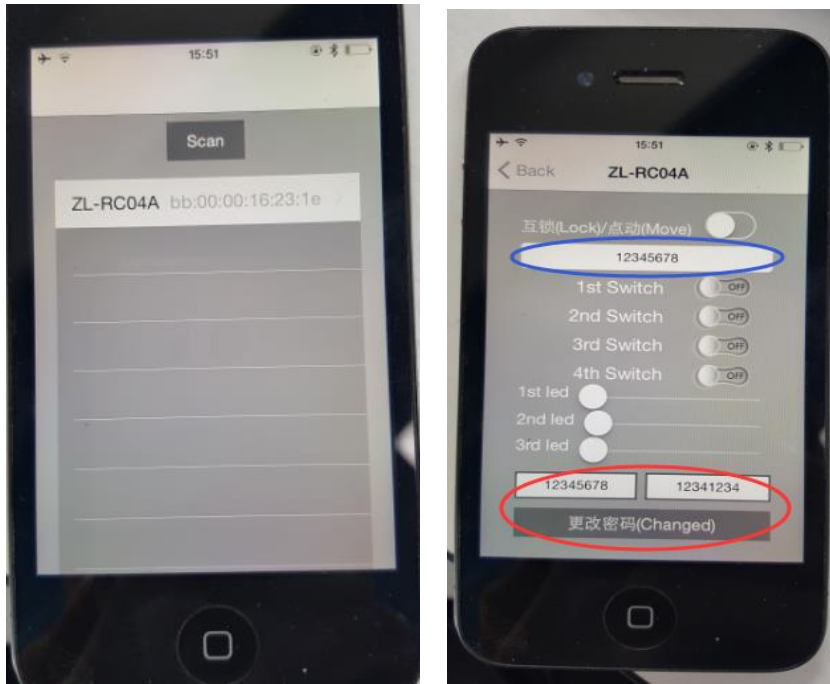 15:51
Scan
ZL-RC04A bb:00:00:16:23:1e
15:51
Back ZL-RC04A
互锁(Lock)/点动(Move)
12345678
1st Switch OFF
2nd Switch OFF
3rd Switch OFF
4th Switch OFF
1st led
2nd led
3rd led
12345678 12341234
更改密码(Changed)